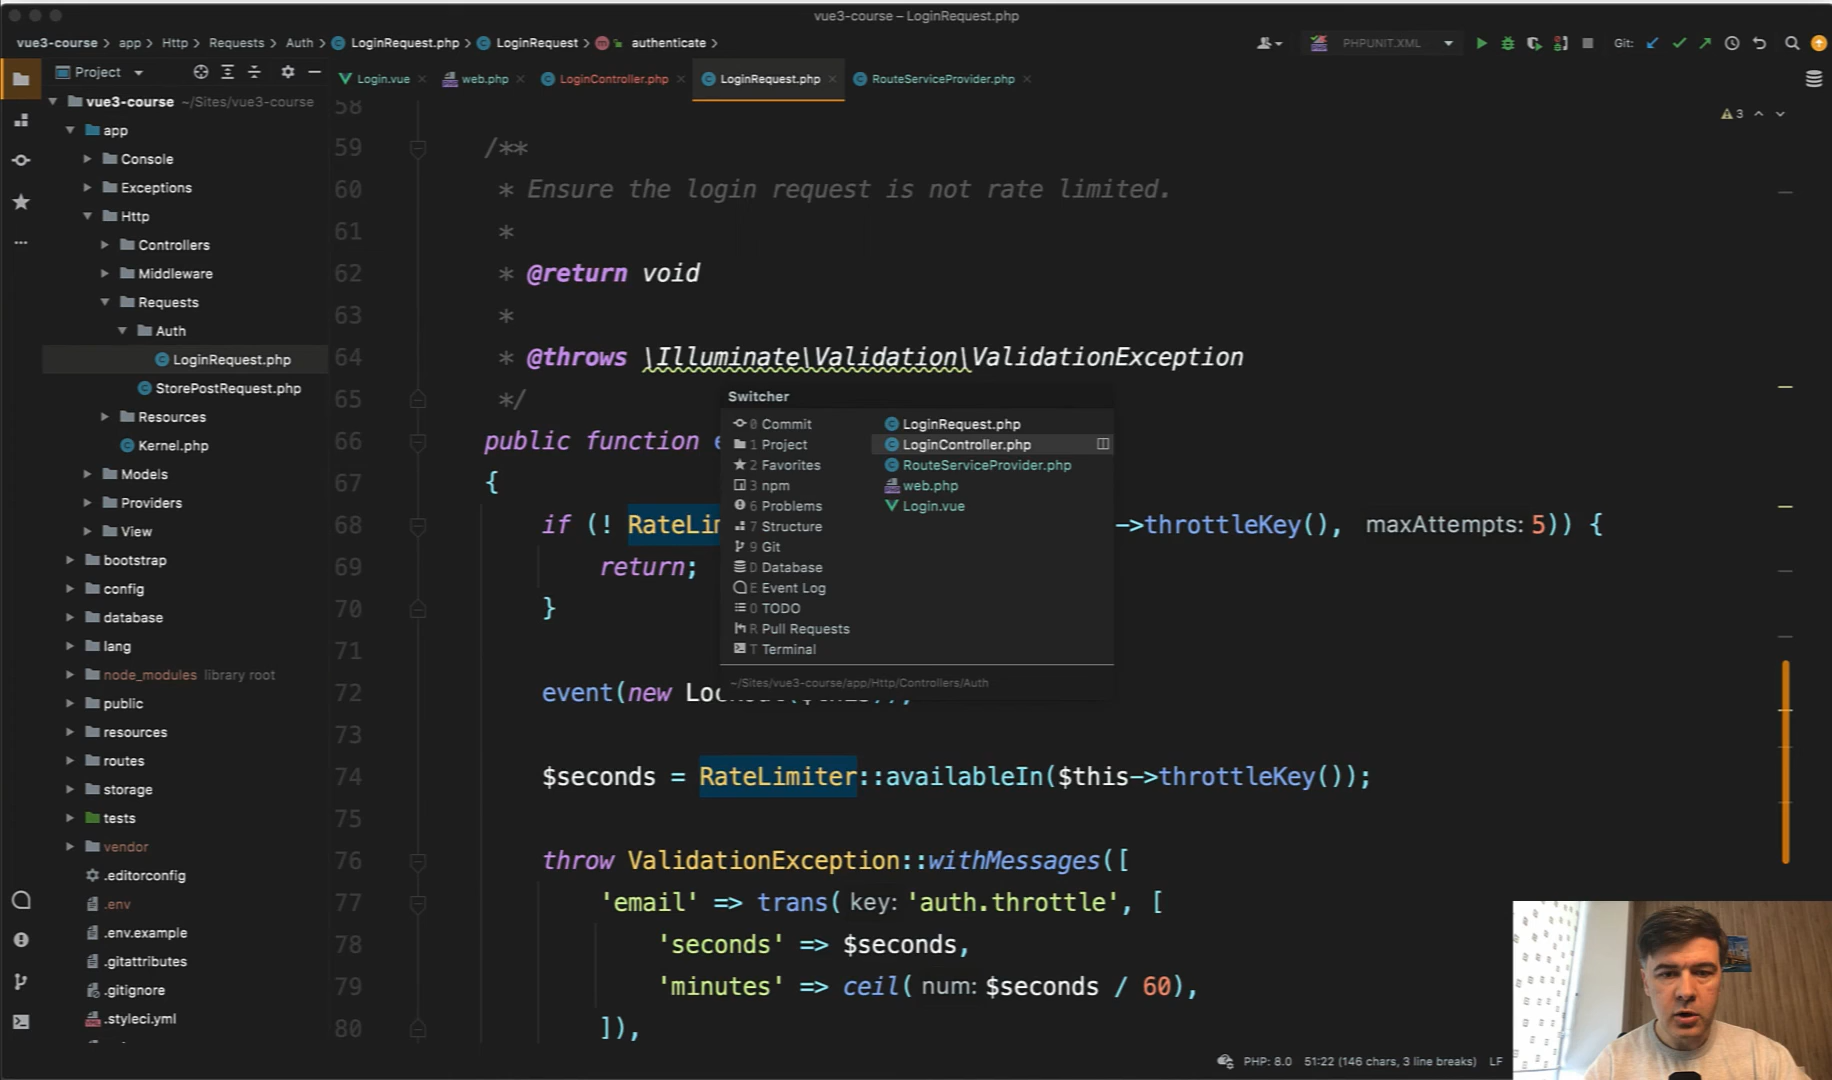 vue3-course – LoginRequest.php
vue3-course > app > Http > Requests > Auth > LoginRequest.php > LoginRequest > m authenticate >
PHPUNIT.XML
Git:
Project
Login.vue
web.php
LoginController.php
LoginRequest.php
RouteServiceProvider.php
3
vue3-course ~/Sites/vue3-course
app
Console
Exceptions
Http
Controllers
Middleware
Requests
Auth
LoginRequest.php
StorePostRequest.php
Resources
Kernel.php
Models
Providers
View
bootstrap
config
database
lang
node_modules library root
public
resources
routes
storage
tests
vendor
.editorconfig
.env
.env.example
.gitattributes
.gitignore
.styleci.yml
58
59 /**
60 * Ensure the login request is not rate limited.
61 *
62 * @return void
63 *
64 * @throws \Illuminate\Validation\ValidationException
65 */
66 public function e
67 {
68 if (! RateLim ->throttleKey(), maxAttempts: 5)) {
69 return;
70 }
71
72 event(new
73
74 $seconds = RateLimiter::availableIn($this->throttleKey());
75
76 throw ValidationException::withMessages([
77 'email' => trans( key: 'auth.throttle', [
78 'seconds' => $seconds,
79 'minutes' => ceil( num: $seconds / 60),
80 ]),
Switcher
0 Commit
1 Project
2 Favorites
3 npm
6 Problems
7 Structure
9 Git
D Database
E Event Log
O TODO
R Pull Requests
T Terminal
LoginRequest.php
LoginController.php
RouteServiceProvider.php
web.php
Login.vue
~/Sites/vue3-course/app/Http/Controllers/Auth
PHP: 8.0 51:22 (146 chars, 3 line breaks) LF